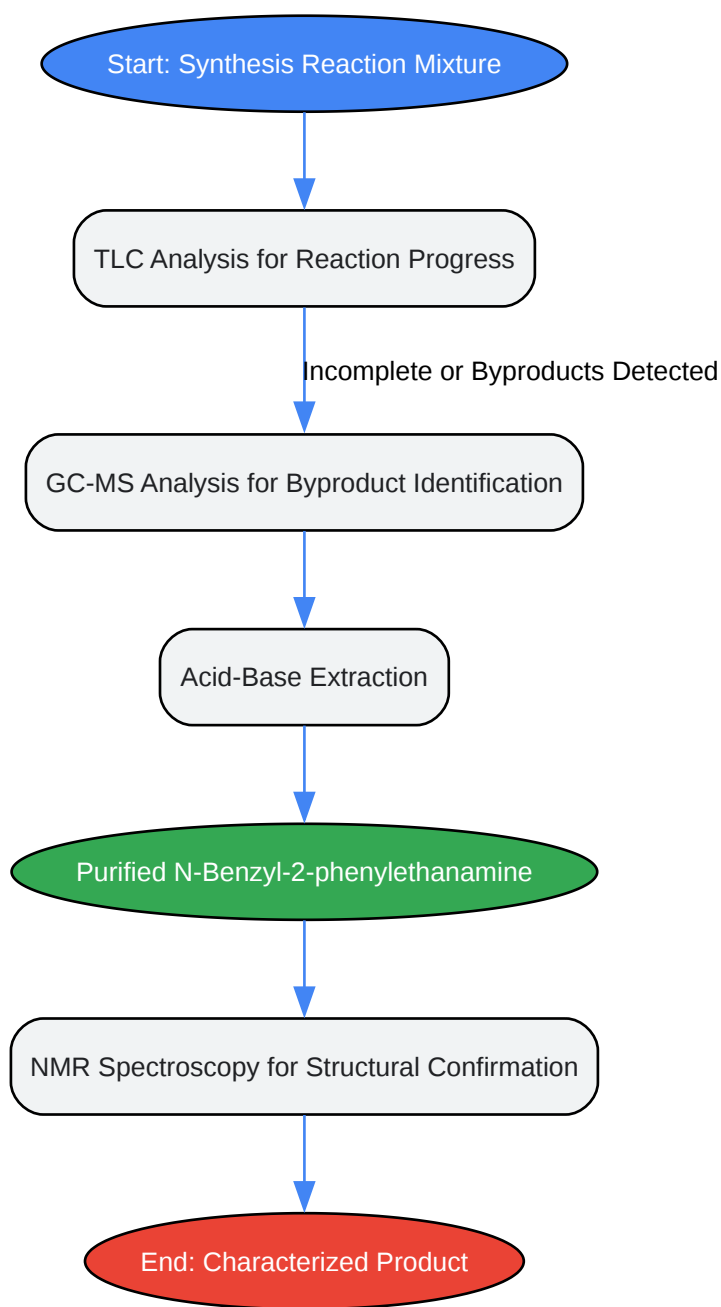 Start: Synthesis Reaction Mixture
TLC Analysis for Reaction Progress
Incomplete or Byproducts Detected
GC-MS Analysis for Byproduct Identification
Acid-Base Extraction
Purified N-Benzyl-2-phenylethanamine
NMR Spectroscopy for Structural Confirmation
End: Characterized Product